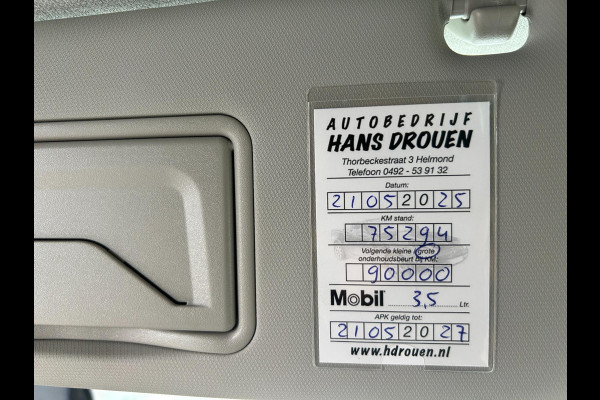 AUTOBEDRIJF
HANS DROUEN
Thorbeckestraat 3 Helmond
Telefoon 0492 - 53 91 32
Datum:
21052025
KM stand:
75294
Volgende kleine / grote
onderhoudsbeurt bij KM:
90000
Mobil 3,5 Ltr.
APK geldig tot:
21052027
www.hdrouen.nl